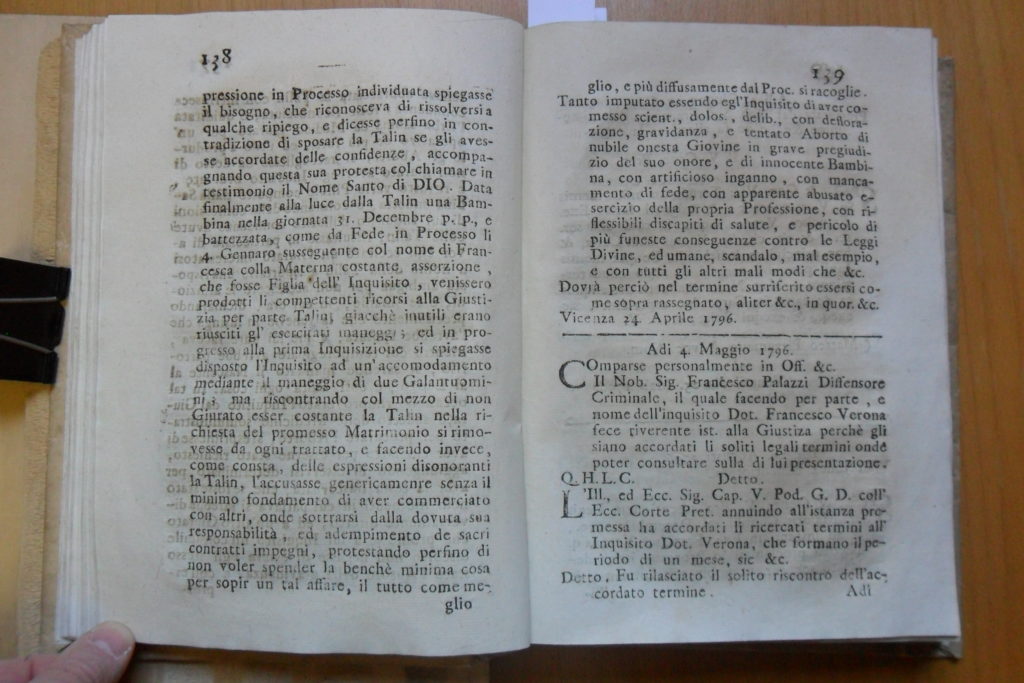 138
pressione in Processo individuata spiegasse
il bisogno, che riconosceva di rissolversi a
qualche ripiego, e dicesse perfino in con-
tradizione di sposare la Talin se gli aves-
se accordate delle confidenze, accompa-
gnando questa sua protesta col chiamare in
testimonio il Nome Santo di DIO. Data
finalmente alla luce dalla Talin una Bam-
bina nella giornata 31. Decembre p. p., e
battezzata, come da Fede in Processo li
4. Gennaro susseguente col nome di Fran-
cesca colla Materna costante asserzione,
che fosse Figlia dell' Inquisito, venissero
prodotti li competenti ricorsi alla Giusti-
zia per parte Talin, giacchè inutili erano
riusciti gl' esercitati maneggi; ed in pro-
gresso alla prima Inquisizione si spiegasse
disposto l'Inquisito ad un'accomodamento
mediante il maneggio di due Galantuomi-
ni; ma riscontrando col mezzo di non
Giurato esser costante la Talin nella ri-
chiesta del promesso Matrimonio si rimo-
vesse da ogni trattato, e facendo invece,
come consta, delle espressioni disonoranti
la Talin, l'accusasse genericamente senza il
minimo fondamento di aver commerciato
con altri, onde sottrarsi dalla dovuta sua
responsabilità, ed adempimento de sacri
contratti impegni, protestando perfino di
non voler spender la benchè minima cosa
per sopir un tal affare, il tutto come me-
glio
139
glio, e più diffusamente dal Proc. si racoglie.
Tanto imputato essendo egl'Inquisito di aver co-
messo scient., dolos., delib., con deflora-
zione, gravidanza, e tentato Aborto di
nubile onesta Giovine in grave pregiudi-
zio del suo onore, e di innocente Bambi-
na, con artificioso inganno, con manca-
mento di fede, con apparente abusato e-
sercizio della propria Professione, con ri-
flessibili discapiti di salute, e pericolo di
più funeste conseguenze contro le Leggi
Divine, ed umane, scandalo, mal esempio,
e con tutti gli altri mali modi che &c.
Dovrà perciò nel termine surriferito essersi co-
me sopra rassegnato, aliter &c., in quor. &c.
Vicenza 24. Aprile 1796.
Adi 4. Maggio 1796.
COmparse personalmente in Off. &c.
Il Nob. Sig. Francesco Palazzi Diffensore
Criminale, il quale facendo per parte, e
nome dell'inquisito Dot. Francesco Verona
fece riverente ist. alla Giustiza perchè gli
siano accordati li soliti legali termini onde
poter consultare sulla di lui presentazione.
Q. H. L. C. Detto.
L'Ill., ed Ecc. Sig. Cap. V. Pod. G. D. coll'
Ecc. Corte Pret. annuindo all'istanza pro-
messa ha accordati li ricercati termini all'
Inquisito Dot. Verona, che formano il pe-
riodo di un mese, sic &c.
Detto. Fu rilasciato il solito riscontro dell'ac-
cordato termine. Adì